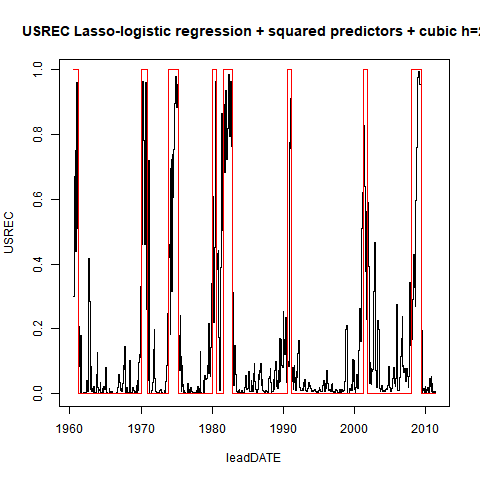 USREC Lasso-logistic regression + squared predictors + cubic h=
USREC
0.0 0.2 0.4 0.6 0.8 1.0
1960 1970 1980 1990 2000 2010
leadDATE